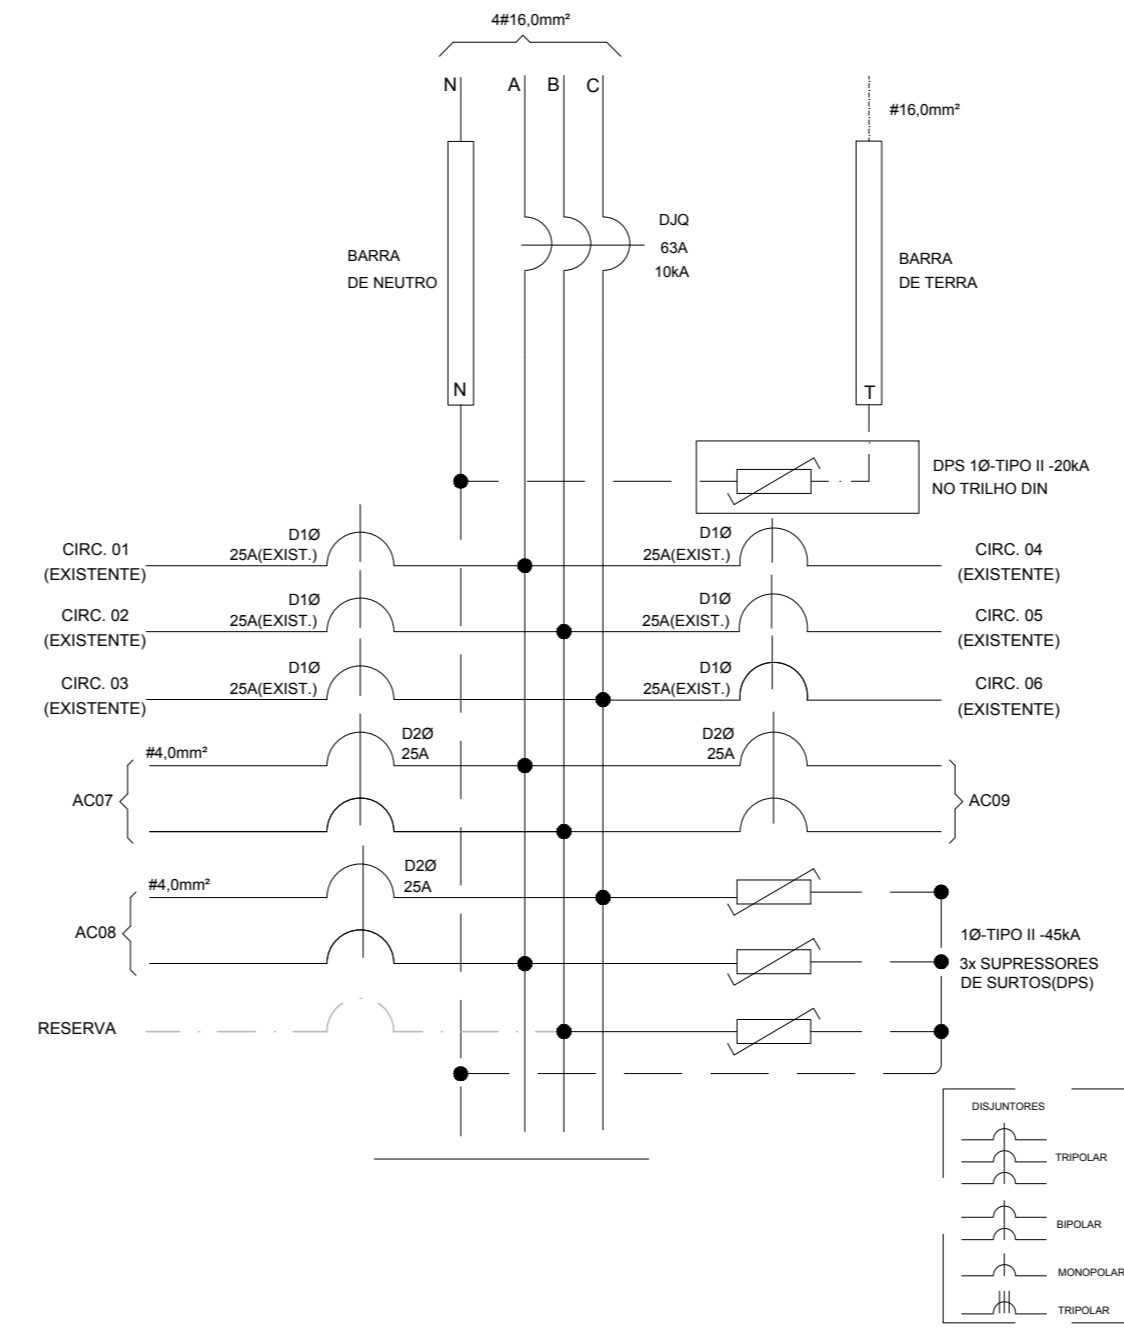 4#16,0mm²
N
A
B
C
#16,0mm²
DJQ
63A
10kA
BARRA
DE NEUTRO
BARRA
DE TERRA
N
T
DPS 1Ø-TIPO II -20kA
NO TRILHO DIN
CIRC. 01
(EXISTENTE)
D1Ø
25A(EXIST.)
D1Ø
25A(EXIST.)
CIRC. 04
(EXISTENTE)
CIRC. 02
(EXISTENTE)
D1Ø
25A(EXIST.)
D1Ø
25A(EXIST.)
CIRC. 05
(EXISTENTE)
CIRC. 03
(EXISTENTE)
D1Ø
25A(EXIST.)
D1Ø
25A(EXIST.)
CIRC. 06
(EXISTENTE)
#4,0mm²
D2Ø
25A
D2Ø
25A
AC07
AC09
#4,0mm²
D2Ø
25A
AC08
1Ø-TIPO II -45kA
3x SUPRESSORES
DE SURTOS(DPS)
RESERVA
DISJUNTORES
TRIPOLAR
BIPOLAR
MONOPOLAR
TRIPOLAR